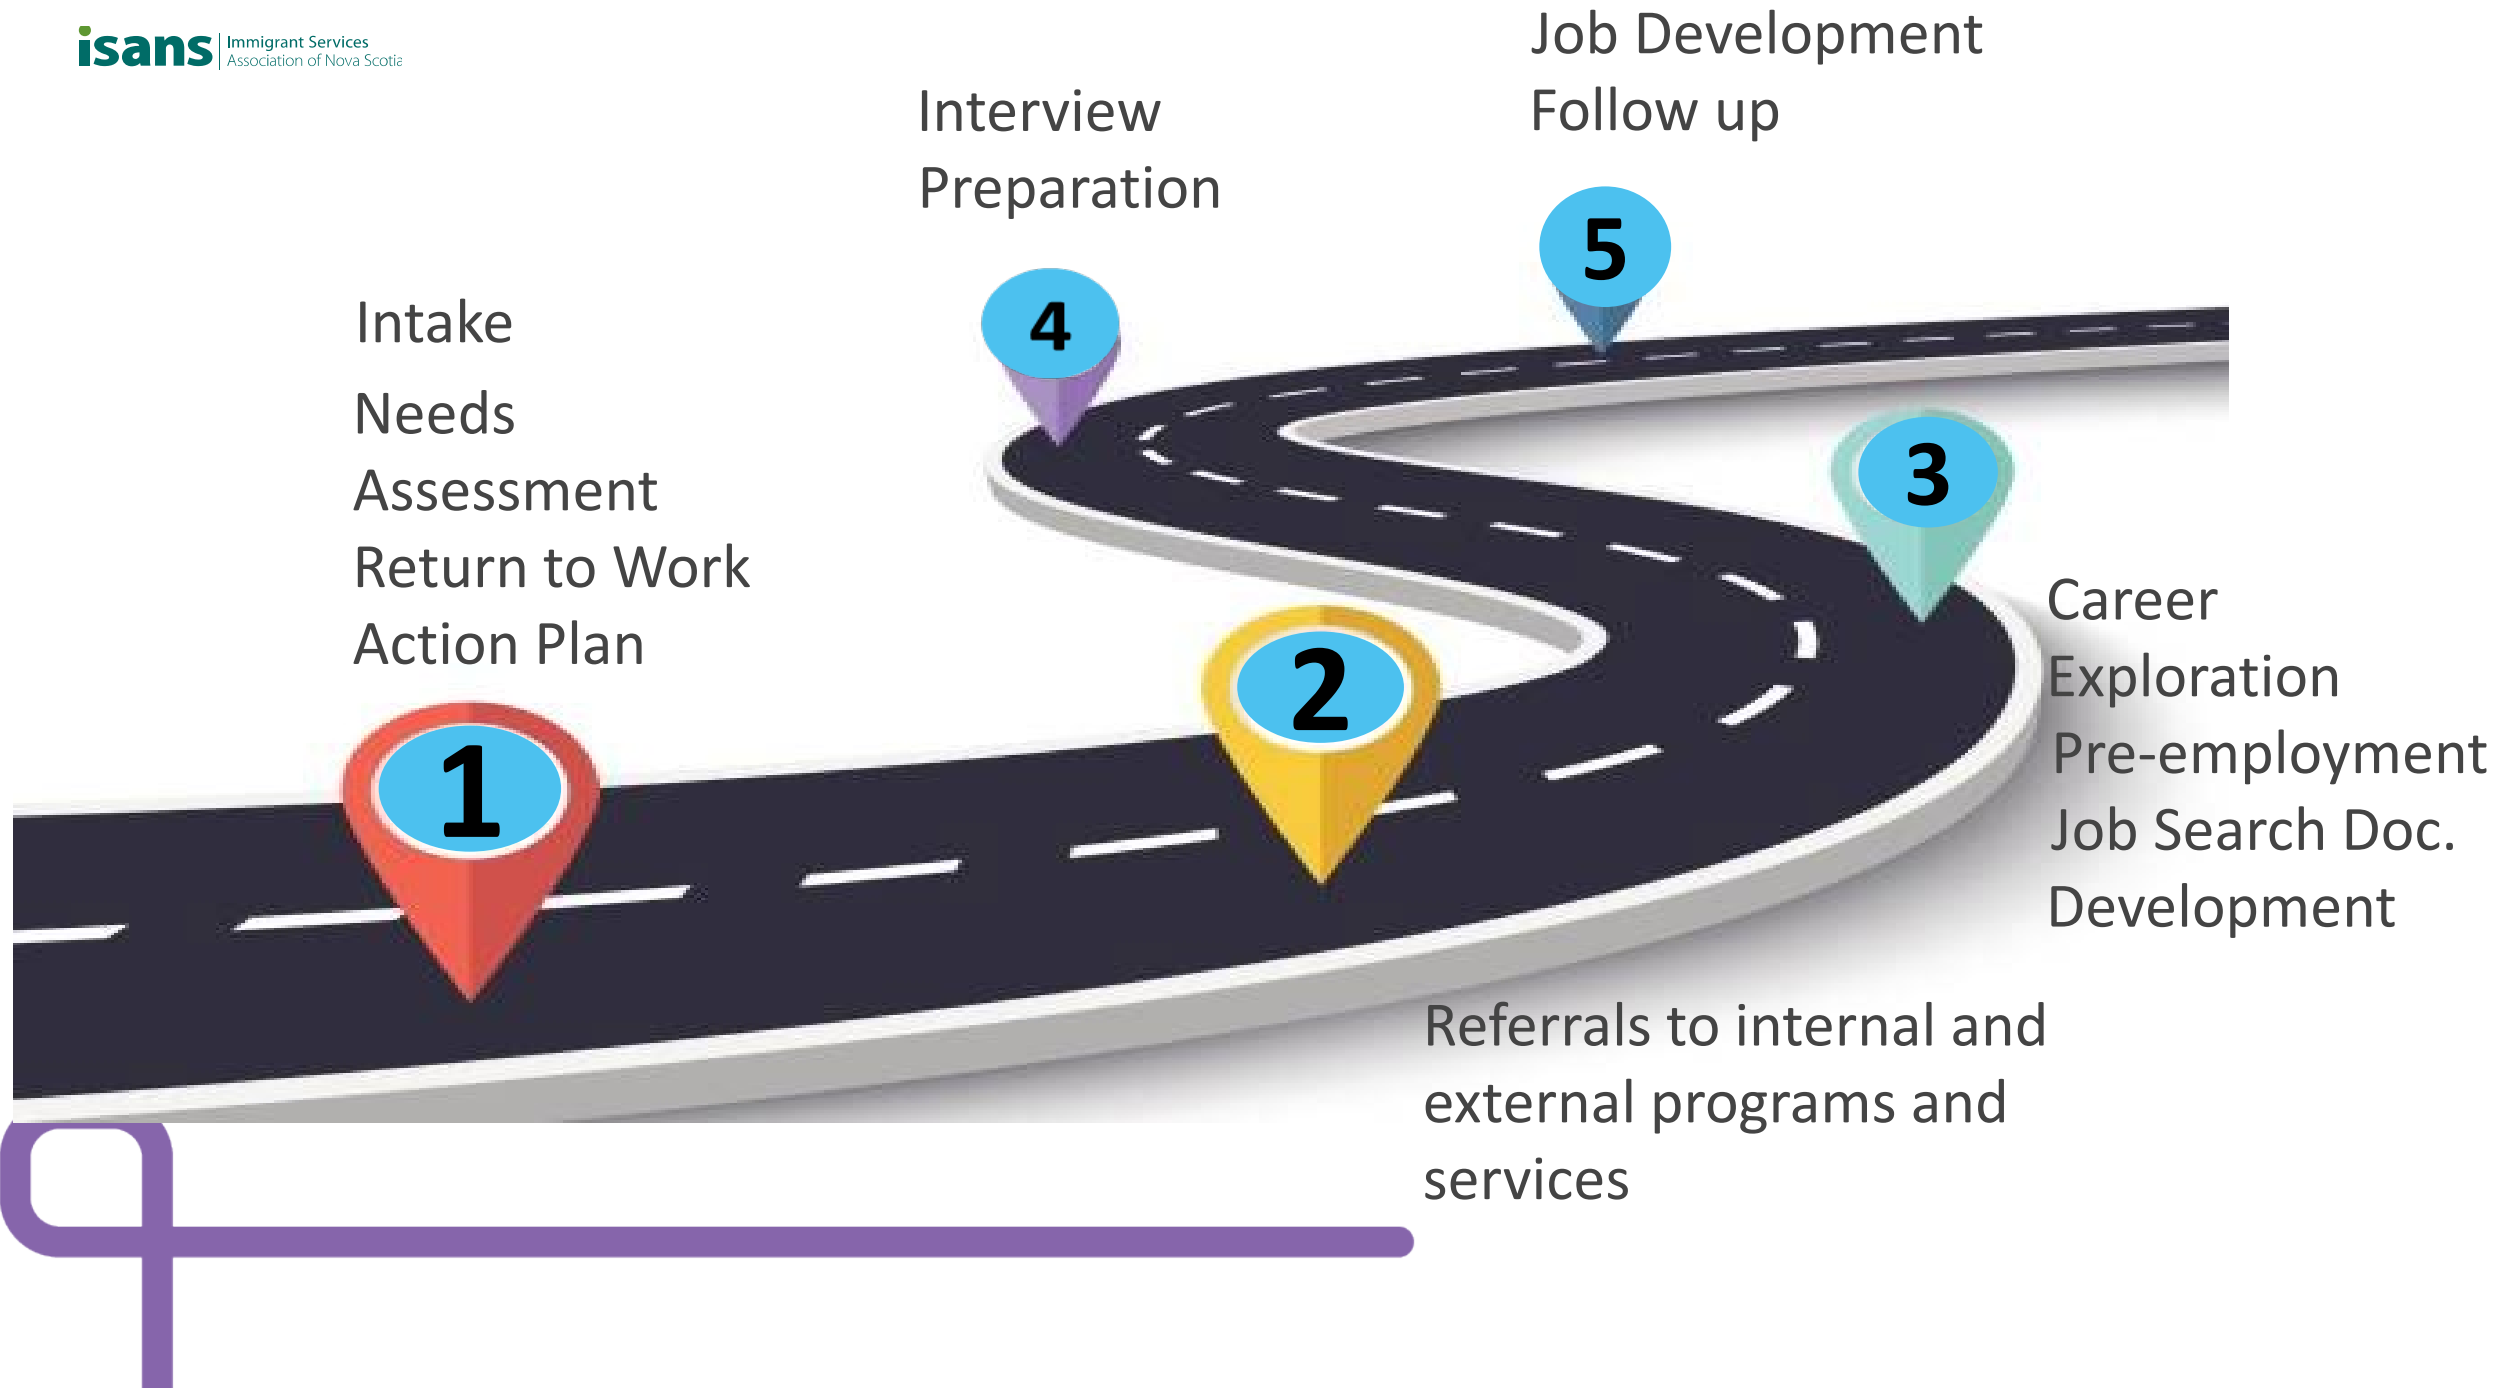 isans
Immigrant Services
Association of Nova Scotia
Job Development
Follow up
Interview
Preparation
5
4
Intake
Needs
Assessment
Return to Work
Action Plan
3
Career
Exploration
Pre-employment
Job Search Doc.
Development
2
1
Referrals to internal and
external programs and
services